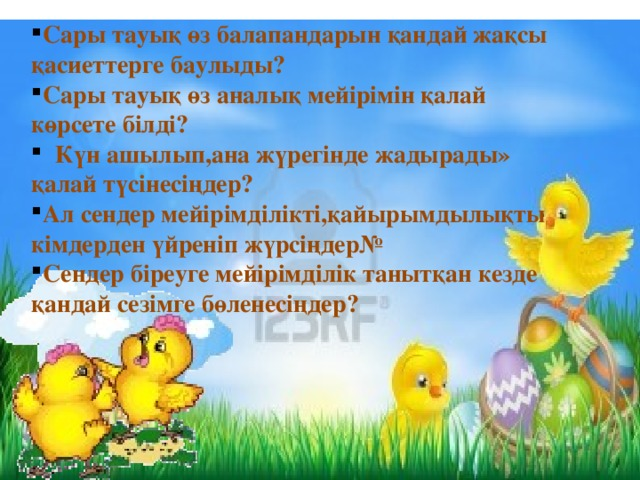 ▪Сары тауық өз балапандарын қандай жақсы
қасиеттерге баулыды?
▪Сары тауық өз аналық мейірімін қалай
көрсете білді?
▪ Күн ашылып,ана жүрегінде жадырады»
қалай түсінесіңдер?
▪Ал сендер мейірімділікті,қайырымдылықты
кімдерден үйреніп жүрсіңдер№
▪Сендер біреуге мейірімділік танытқан кезде
қандай сезімге бөленесіңдер?
123RF